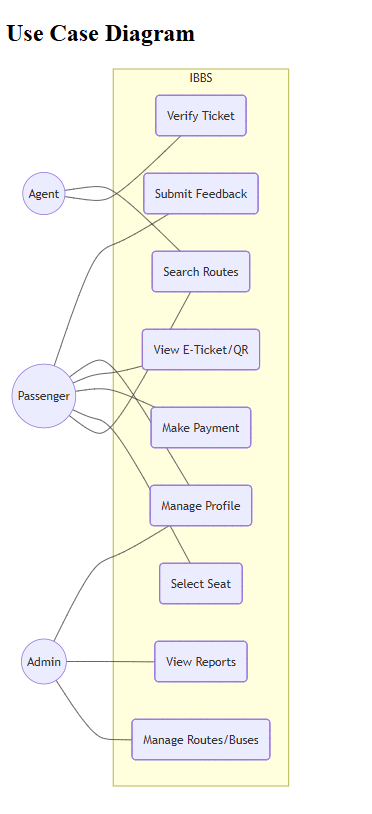 Use Case Diagram
IBBS
Verify Ticket
Agent
Submit Feedback
Search Routes
View E-Ticket/QR
Passenger
Make Payment
Manage Profile
Select Seat
Admin
View Reports
Manage Routes/Buses